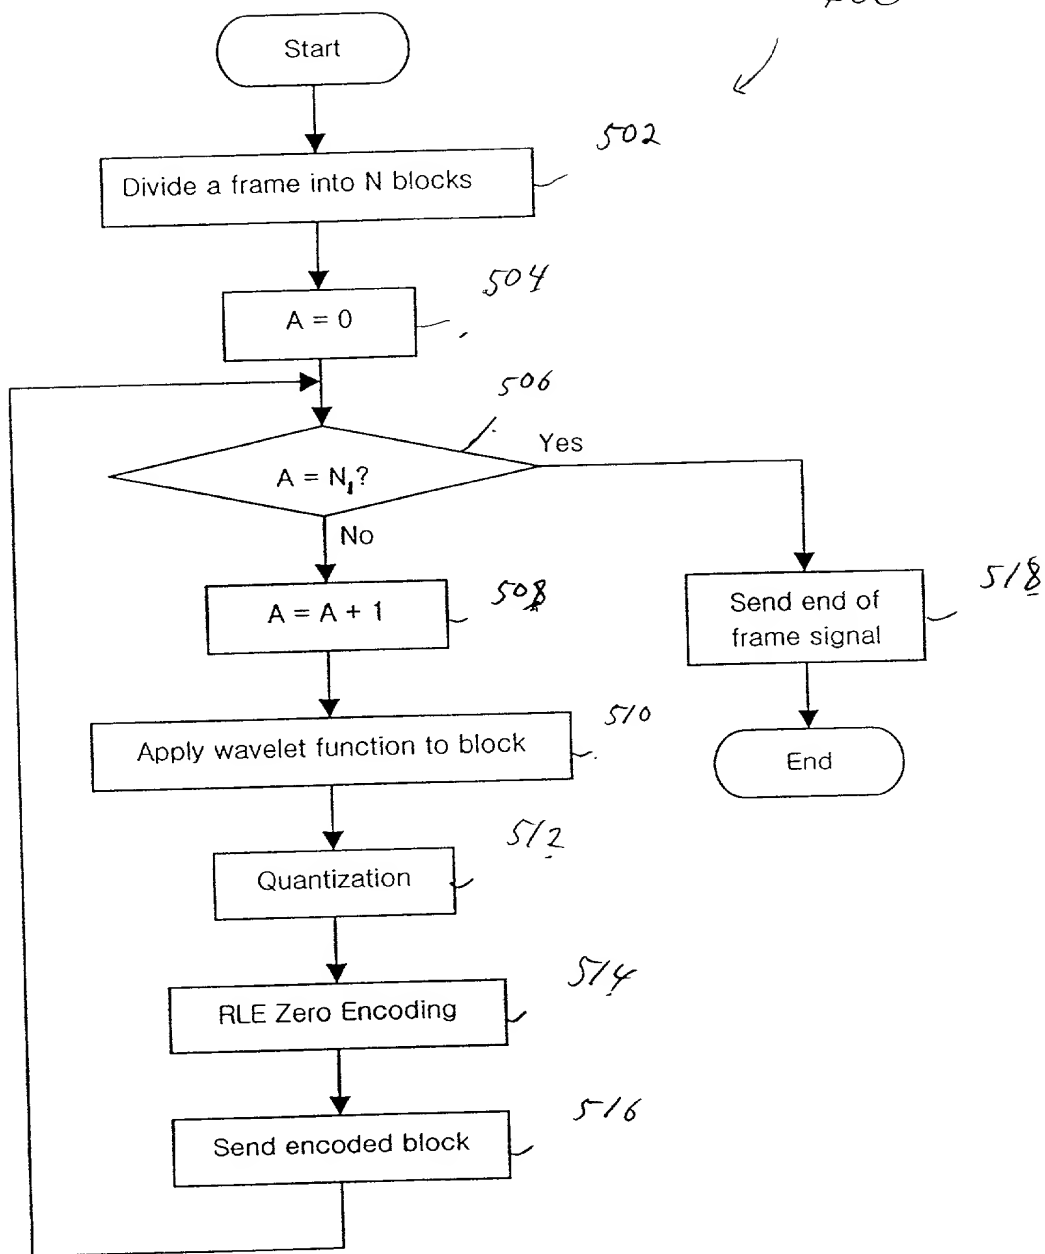 Start
502
Divide a frame into N blocks
504
A = 0
506
Yes
A = N?
No
508
A = A + 1
518
Send end of
frame signal
510
Apply wavelet function to block
End
512
Quantization
514
RLE Zero Encoding
516
Send encoded block